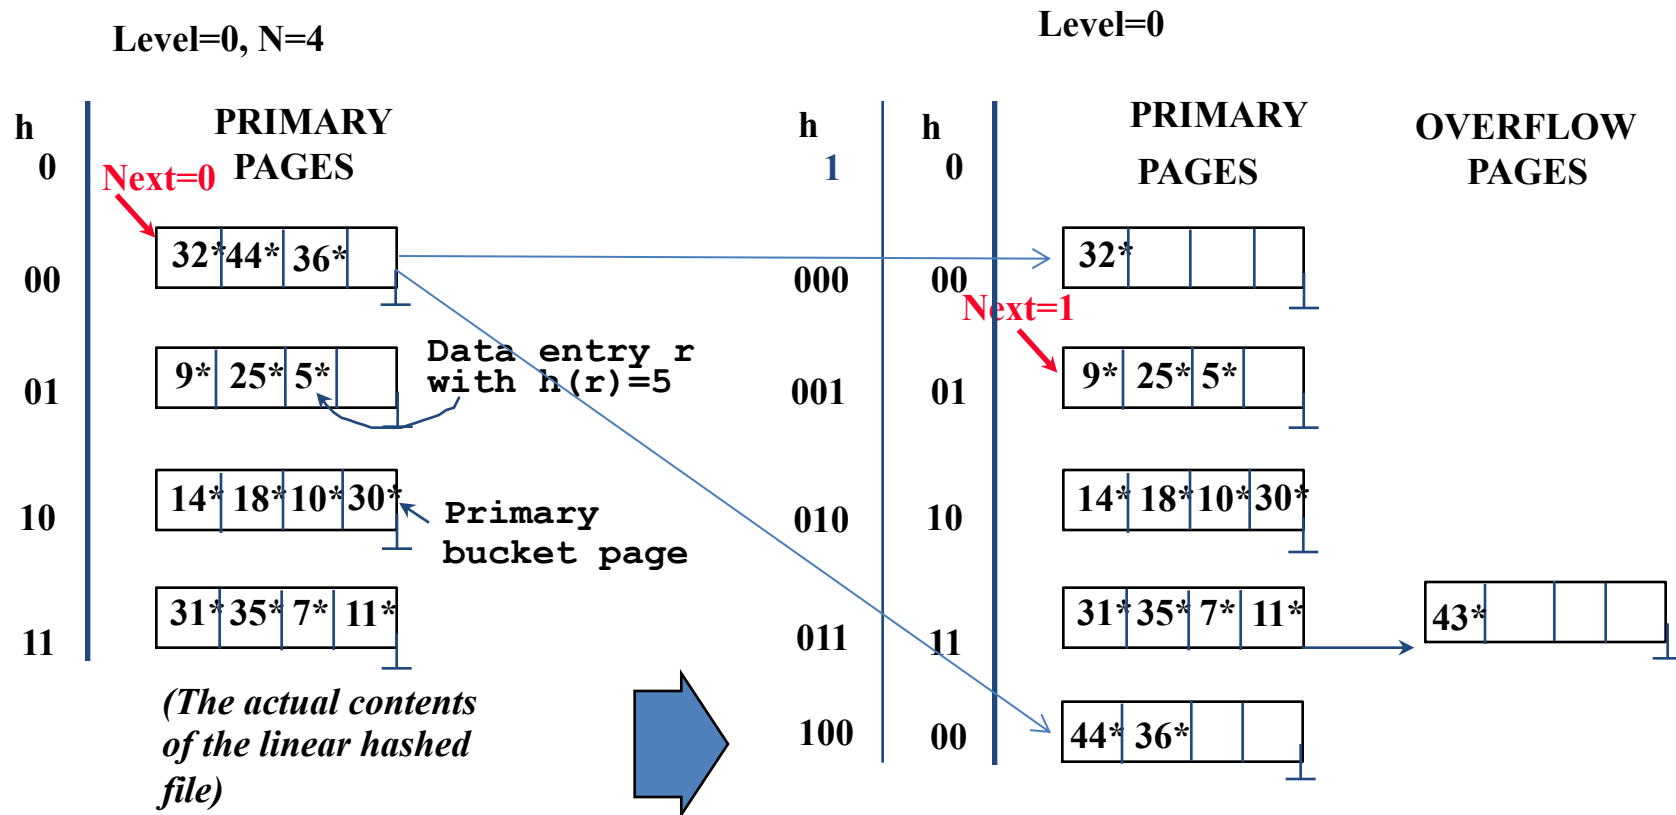 Level=0, N=4
h
0
PRIMARY
PAGES
Next=0
00
32* 44* 36*
01
9* 25* 5*
Data entry r
with h(r)=5
10
14* 18* 10* 30*
Primary
bucket page
11
31* 35* 7* 11*
(The actual contents
of the linear hashed
file)
Level=0
h h
1 0
PRIMARY
PAGES
OVERFLOW
PAGES
000 00
32*
Next=1
001 01
9* 25* 5*
010 10
14* 18* 10* 30*
011 11
31* 35* 7* 11*
43*
100 00
44* 36*